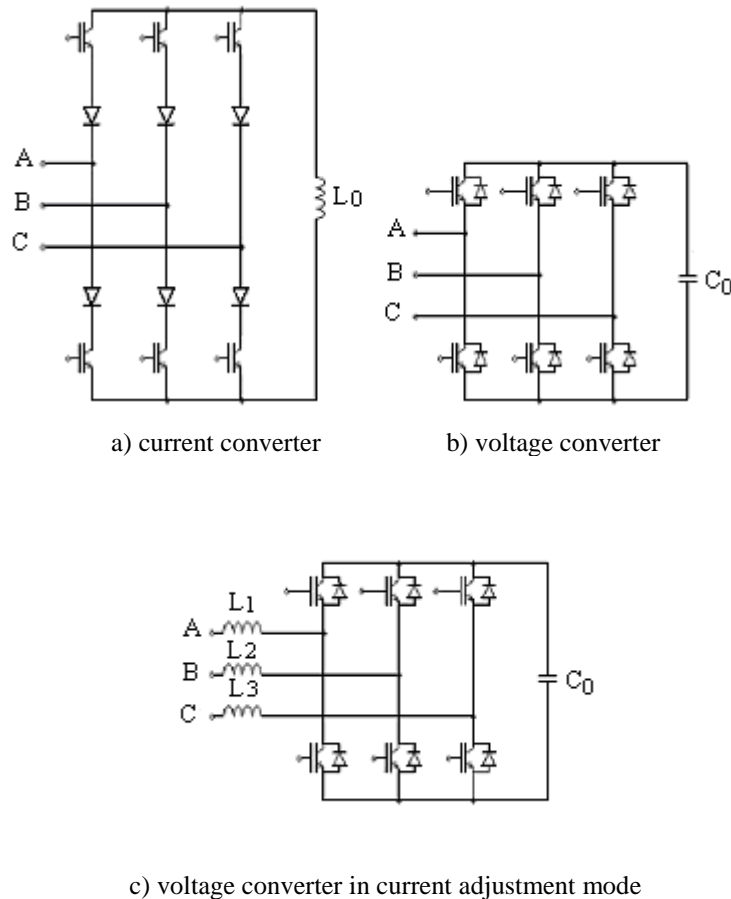 A
B
C
L0
a) current converter
A
B
C
C0
b) voltage converter
L1
A
L2
B
L3
C
C0
c) voltage converter in current adjustment mode